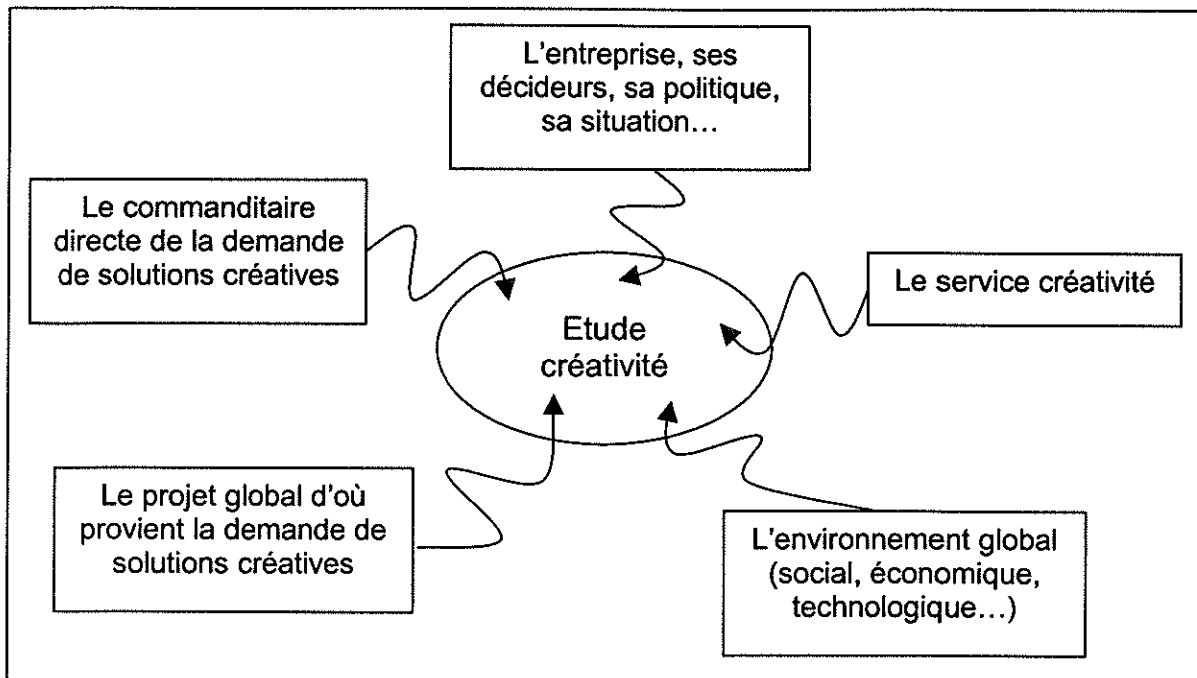 L'entreprise, ses
décideurs, sa politique,
sa situation...
Le commanditaire
directe de la demande
de solutions créatives
Le service créativité
Etude
créativité
Le projet global d'où
provient la demande de
solutions créatives
L'environnement global
(social, économique,
technologique...)